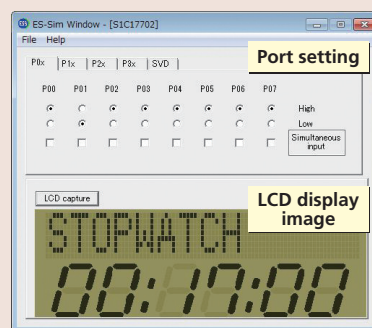 ES-Sim Window - [S1C17702]
File Help
Port setting
P0x P1x P2x P3x SVD
P00 P01 P02 P03 P04 P05 P06 P07
High
Low
Simultaneous
input
LCD capture
LCD display
image
STOPWATCH
00:17:00